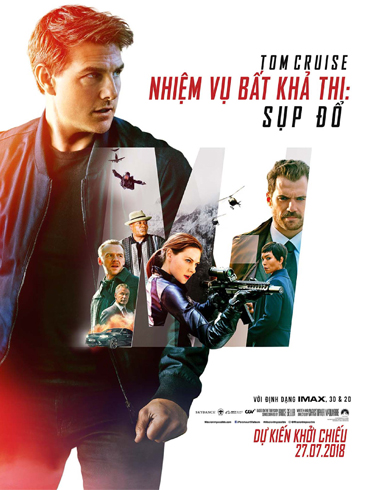 TOM CRUISE
NHIỆM VỤ BẤT KHẢ THI:
SỤP ĐỔ
VỚI ĐỊNH DẠNG IMAX, 3D & 2D
DỰ KIẾN KHỞI CHIẾU
27.07.2018